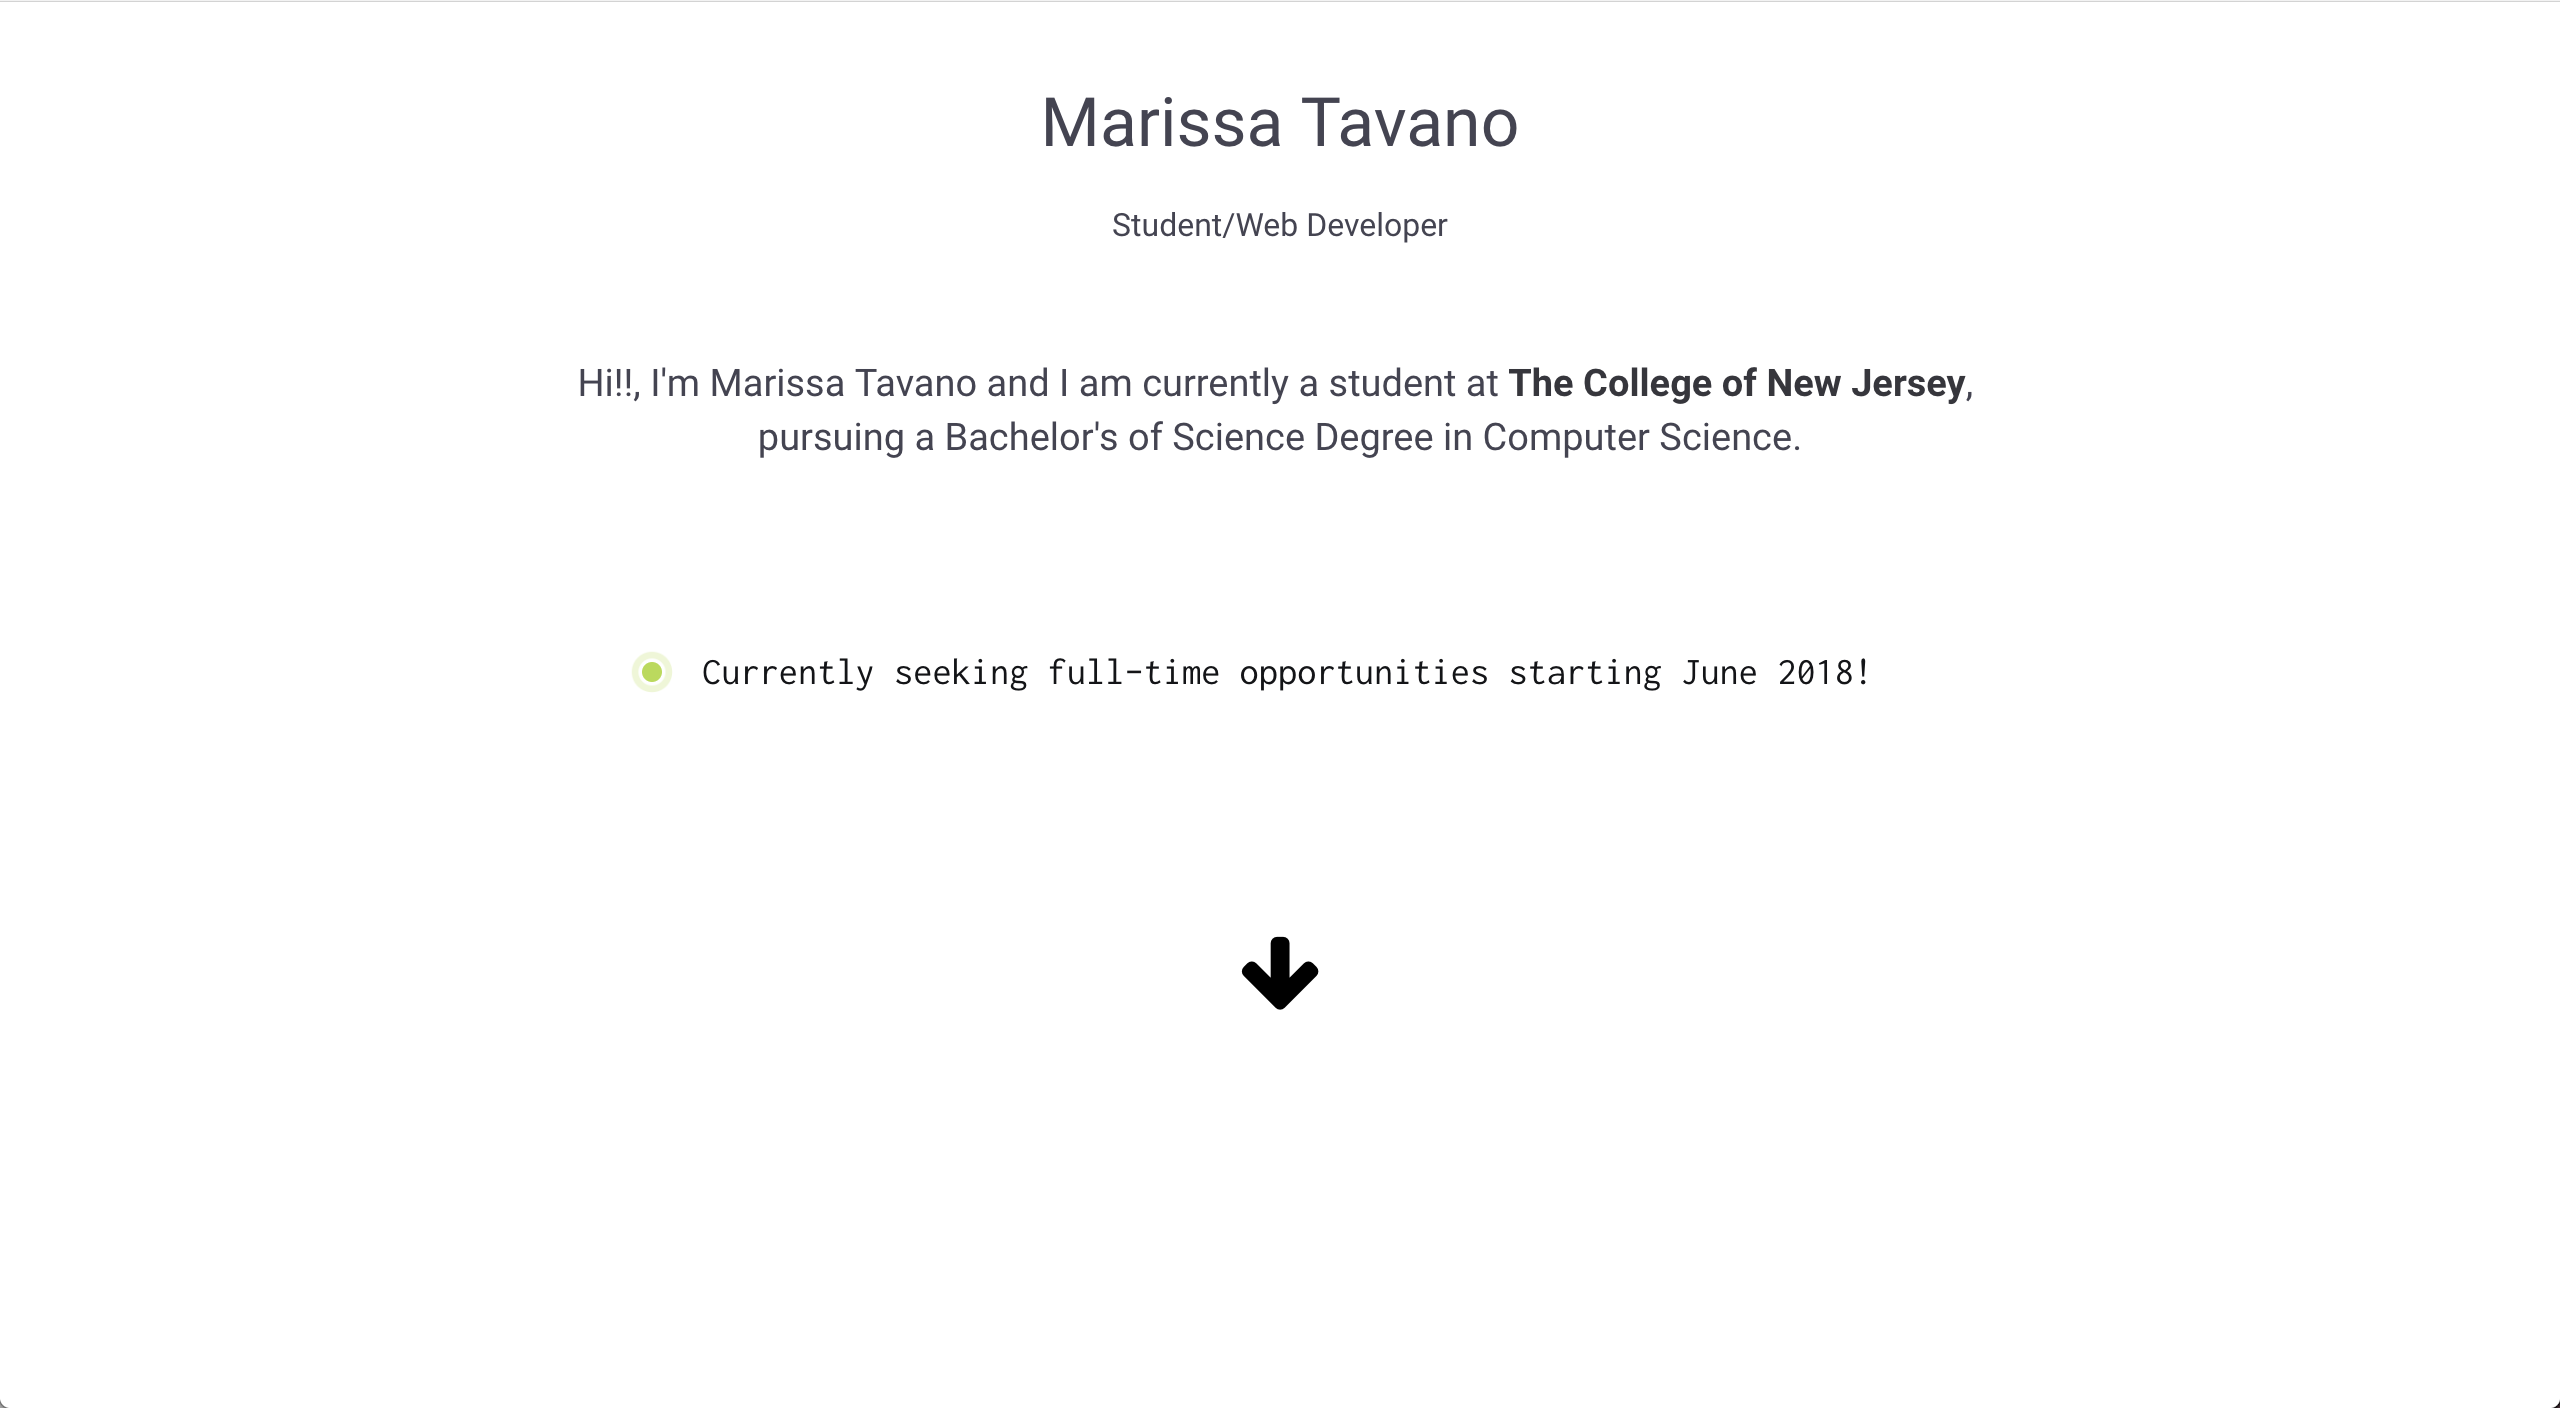 Marissa Tavano
Student/Web Developer
Hi!!, I'm Marissa Tavano and I am currently a student at The College of New Jersey,
pursuing a Bachelor's of Science Degree in Computer Science.
Currently seeking full-time opportunities starting June 2018!